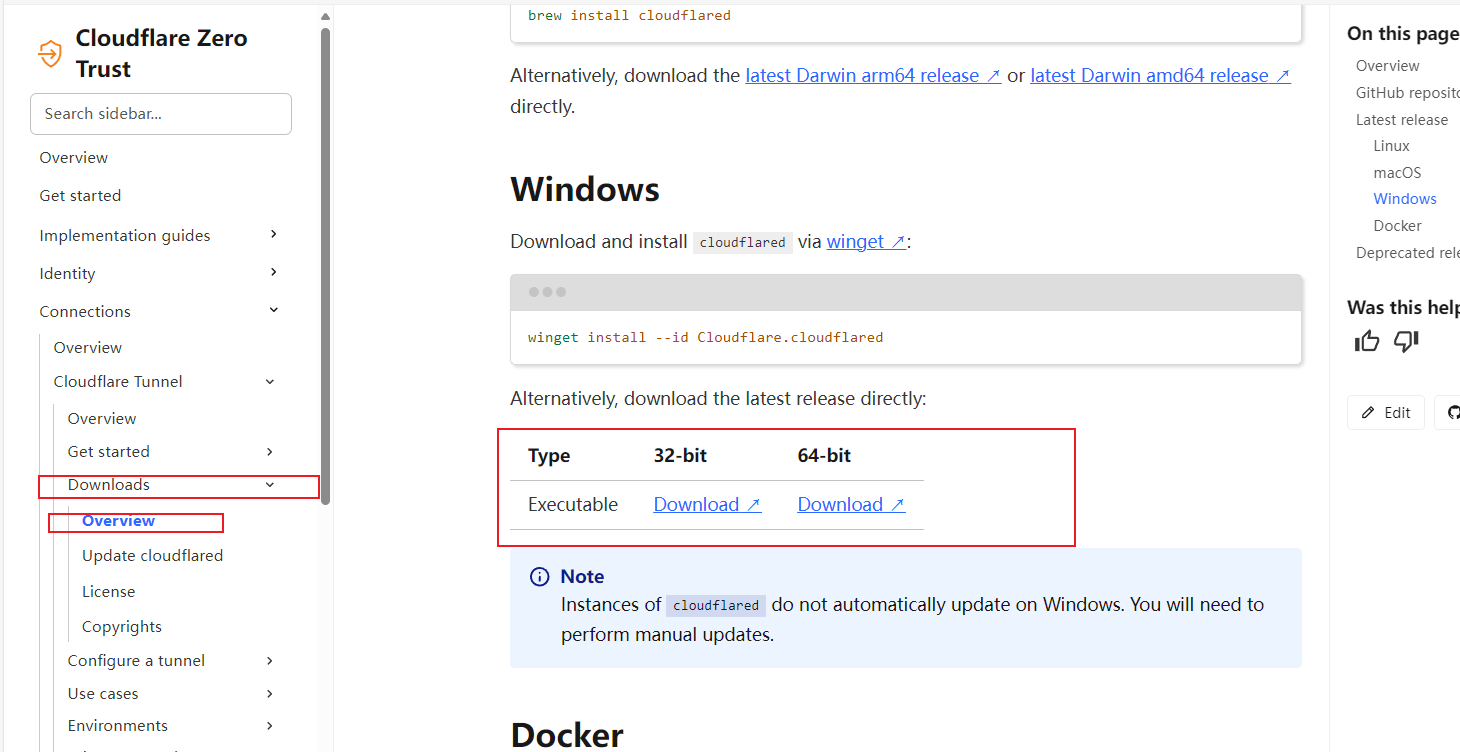 Cloudflare Zero
Trust
Search sidebar...
Overview
Get started
Implementation guides
Identity
Connections
Overview
Cloudflare Tunnel
Overview
Get started
Downloads
Overview
Update cloudflared
License
Copyrights
Configure a tunnel
Use cases
Environments
brew install cloudflared
Alternatively, download the latest Darwin arm64 release ↗ or latest Darwin amd64 release ↗
directly.
Windows
Download and install cloudflared via winget ↗:
winget install --id Cloudflare.cloudflared
Alternatively, download the latest release directly:
Type 32-bit 64-bit
Executable Download ↗ Download ↗
Note
Instances of cloudflared do not automatically update on Windows. You will need to
perform manual updates.
Docker
On this page
Overview
GitHub reposito
Latest release
Linux
macOS
Windows
Docker
Deprecated rele
Was this help
Edit